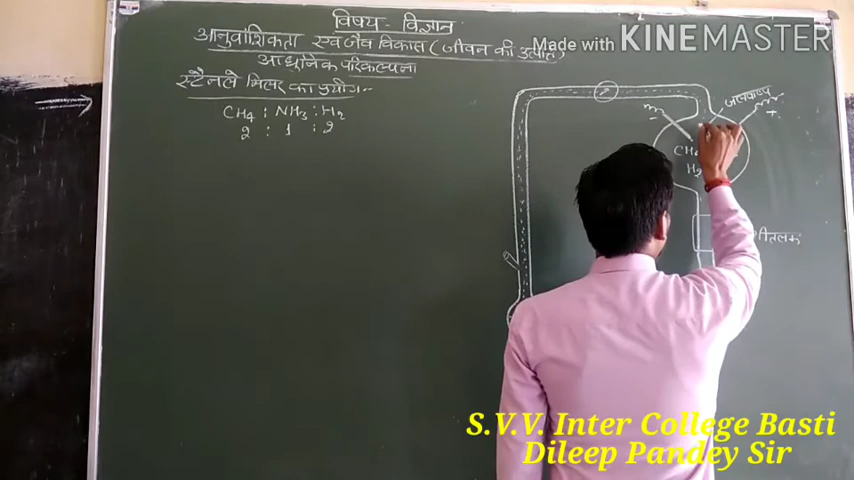 विषय- विज्ञान
आनुवांशिकता एवं जैव विकास (जीवन की उत्पत्ति)
आधुनिक परिकल्पना
Made with KINEMASTER
स्टैनले मिलर का प्रयोग-
CH4 : NH3 : H2
2 : 1 : 2
जलवाष्प
- +
CH4
H2
शीतलक
S.V.V. Inter College Basti
Dileep Pandey Sir